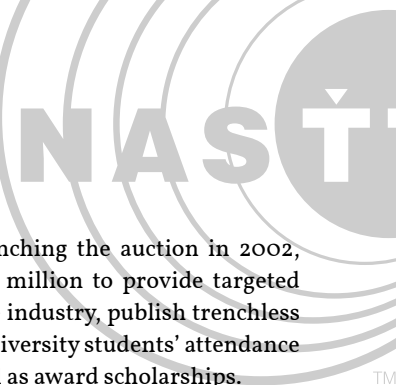 NASTT
nching the auction in 2002,
million to provide targeted
industry, publish trenchless
iversity students’ attendance
as award scholarships.
TM